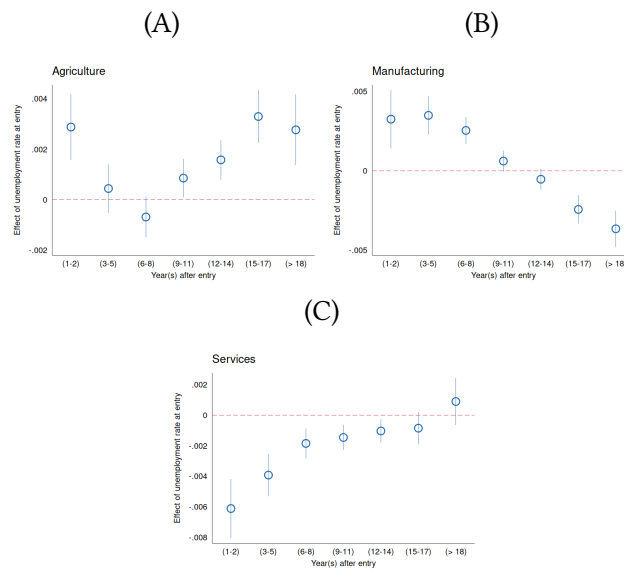 (A)
Agriculture
Effect of unemployment rate at entry
.004
.002
0
-.002
(1-2) (3-5) (6-8) (9-11) (12-14) (15-17) (> 18)
Year(s) after entry
(B)
Manufacturing
Effect of unemployment rate at entry
.005
0
-.005
(1-2) (3-5) (6-8) (9-11) (12-14) (15-17) (> 18
Year(s) after entry
(C)
Services
Effect of unemployment rate at entry
.002
0
-.002
-.004
-.006
-.008
(1-2) (3-5) (6-8) (9-11) (12-14) (15-17) (> 18)
Year(s) after entry